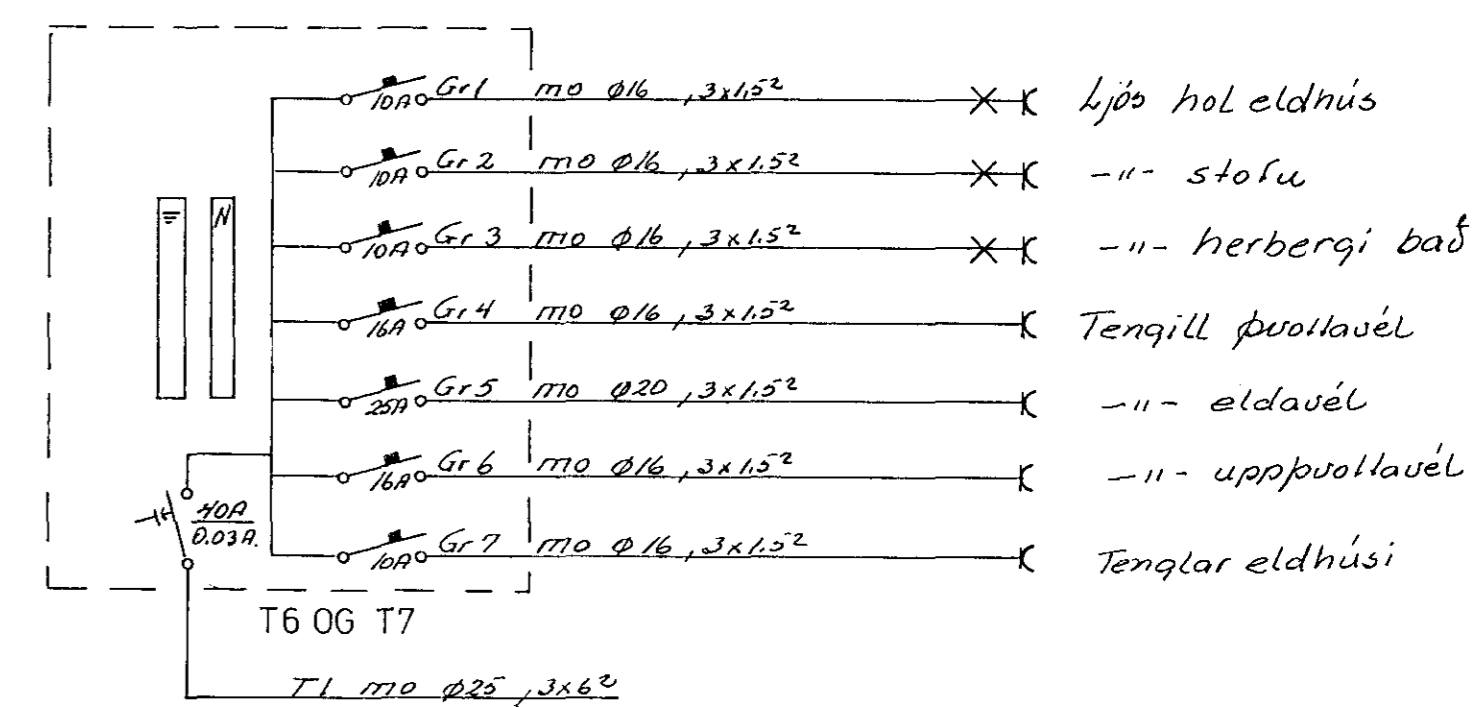 10A Gr1 mo ø16, 3x1.5² Ljós hol eldhús
10A Gr 2 mo ø16, 3x1.5² -"- stofu
N
10A Gr 3 mo ø16, 3x1.5² -"- herbergi bað
16A Gr 4 mo ø16, 3x1.5² Tengill þvottavél
25A Gr 5 mo ø20, 3x1.5² -"- eldavél
16A Gr 6 mo ø16, 3x1.5² -"- uppþvottavél
40A
0.03A.
10A Gr 7 mo ø16, 3x1.5² Tenglar eldhúsi
T6 OG T7
T1 mo ø25, 3x6²